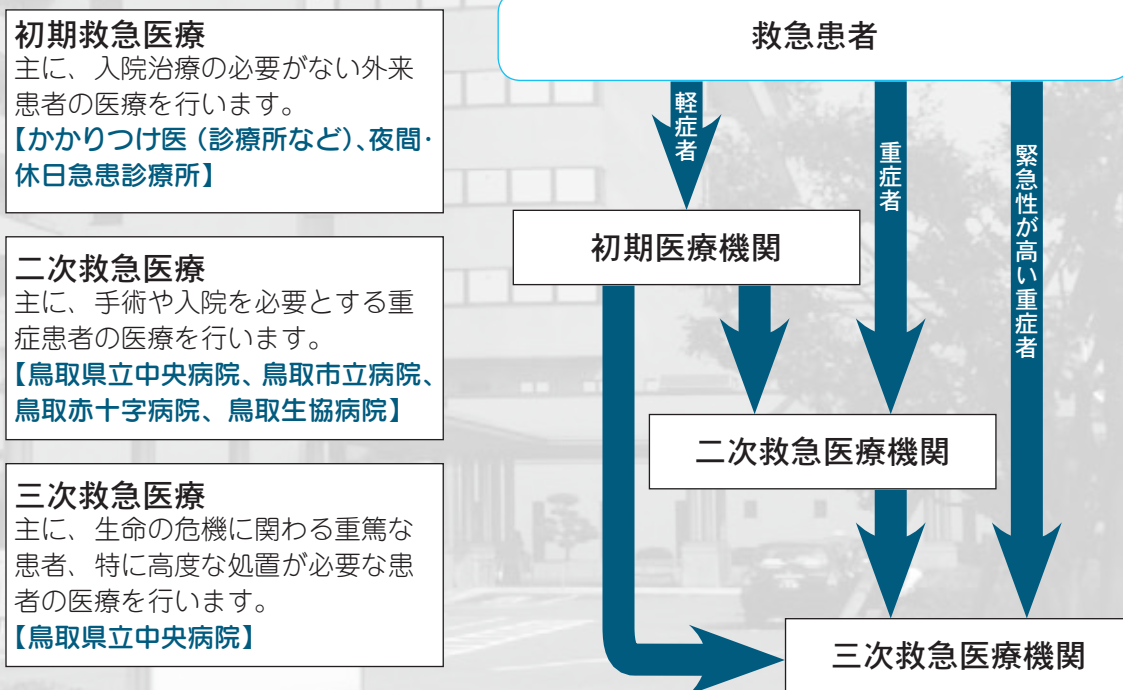 初期救急医療
主に、入院治療の必要がない外来
患者の医療を行います。
【かかりつけ医（診療所など）、夜間・
休日急患診療所】
二次救急医療
主に、手術や入院を必要とする重
症患者の医療を行います。
【鳥取県立中央病院、鳥取市立病院、
鳥取赤十字病院、鳥取生協病院】
三次救急医療
主に、生命の危機に関わる重篤な
患者、特に高度な処置が必要な患
者の医療を行います。
【鳥取県立中央病院】
救急患者
軽症者
重症者
緊急性が高い重症者
初期医療機関
二次救急医療機関
三次救急医療機関